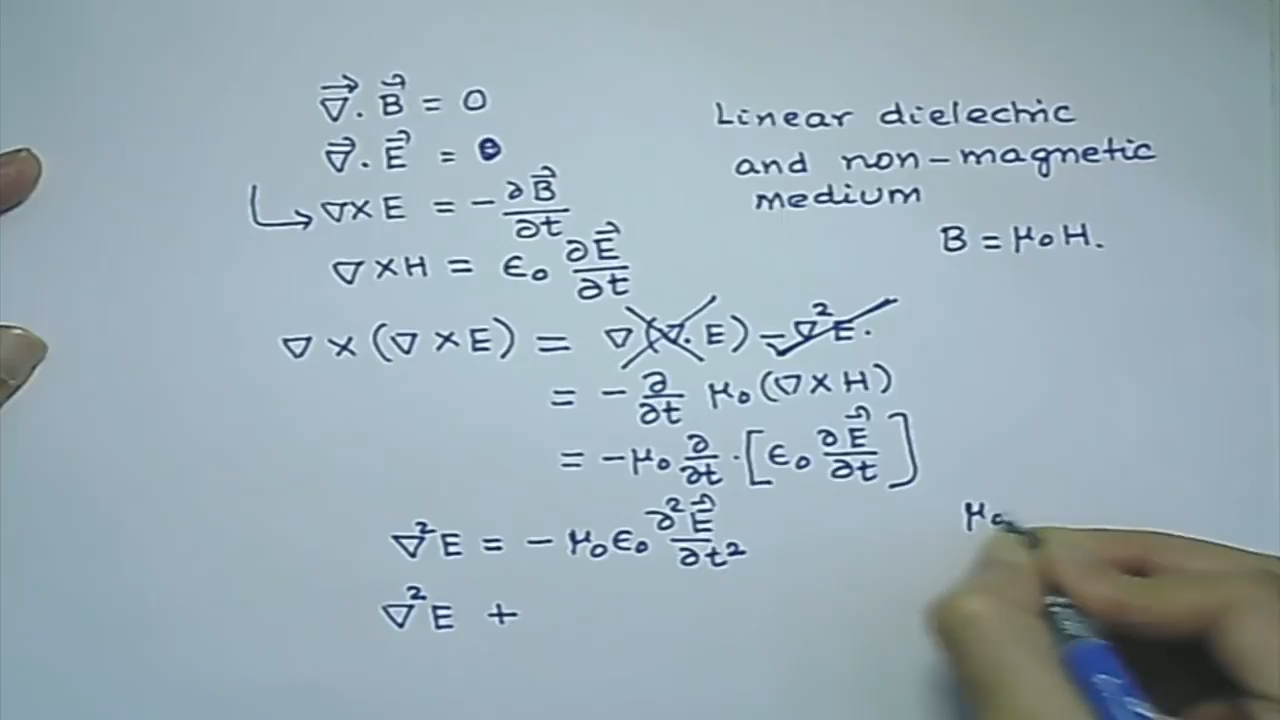 ∇⃗ . B⃗ = 0
∇⃗ . E⃗ = 0
∇×E = - ∂B⃗/∂t
∇×H = ϵ₀ ∂E⃗/∂t
Linear dielectric
and non-magnetic
medium
B = μ₀H.
∇×(∇×E) = ∇(∇.E) - ∇²E.
= - ∂/∂t μ₀(∇×H)
= -μ₀ ∂/∂t · [ϵ₀ ∂E⃗/∂t]
∇²E = - μ₀ϵ₀ ∂²E⃗/∂t²
∇²E +
μ